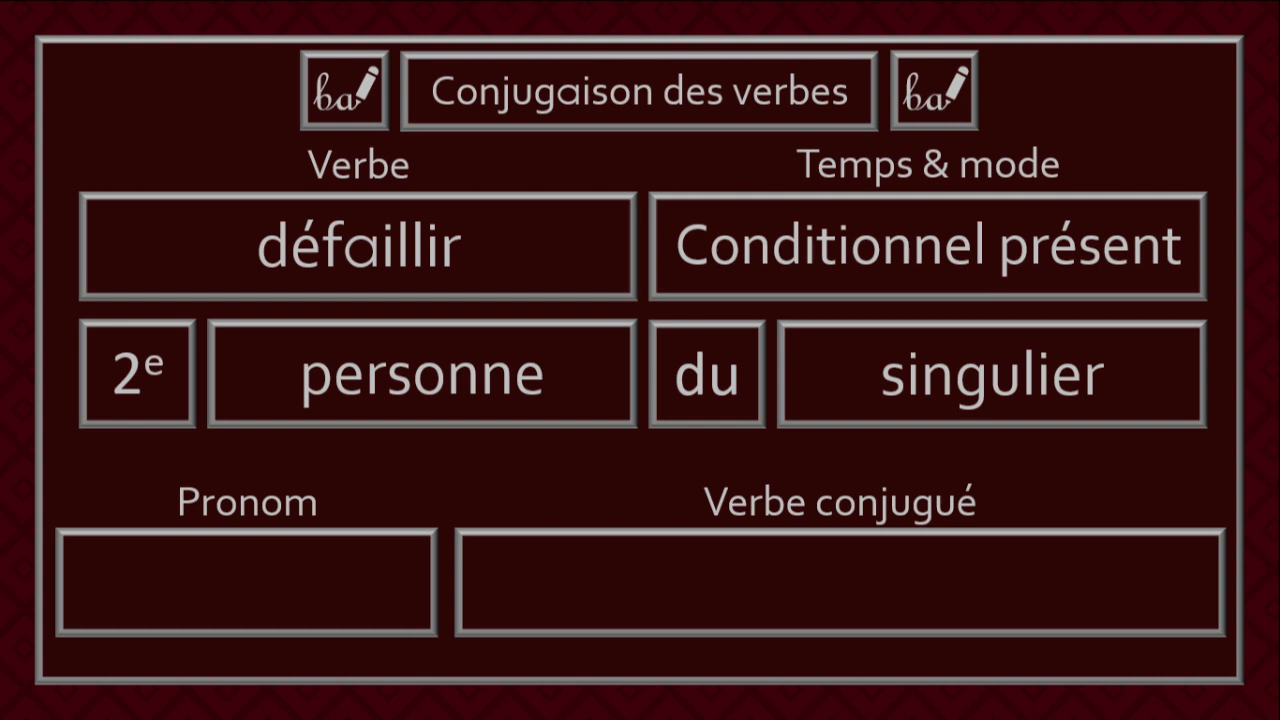 ba Conjugaison des verbes ba
Verbe
Temps & mode
défaillir
Conditionnel présent
2e personne du singulier
Pronom
Verbe conjugué